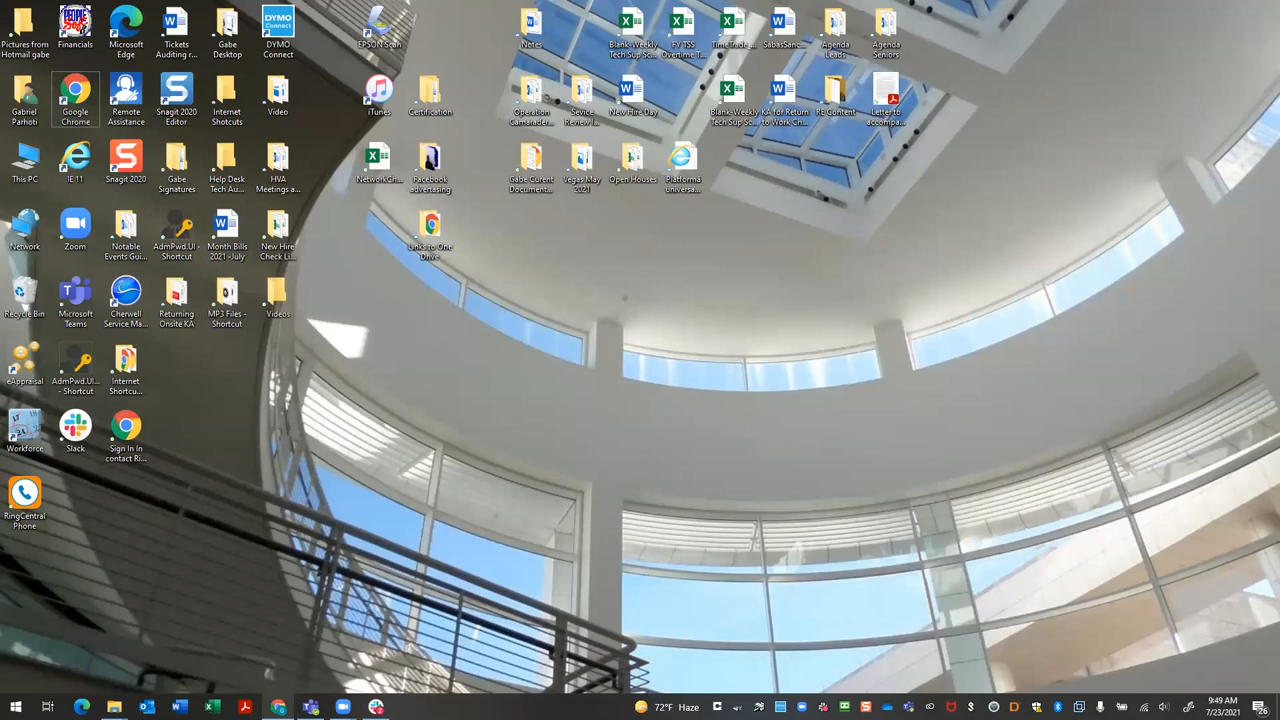 Pictures from
Hotmail gabe
Financials
Microsoft
Edge
Tickets
Auditing r...
Gabe
Desktop
DYMO
Connect
EPSON Scan
Notes
Blank-Weekly
Tech Sup Sc...
FY TSS
Overtime T...
TimeTrade_...
SabasSanc...
Agenda
Leads
Agenda
Seniors
Gabriel
Parhoti
Google
Chrome
Remote
Assistance
Snagit 2020
Editor
Internet
Shortcuts
Video
iTunes
Certification
Operation
Camarader...
Sevice
Review I...
New Hire Day
Blank-Weekly
Tech Sup Sc...
KA for Return
to Work Ch...
RE Content
Letter to
accompa...
This PC
IE 11
Snagit 2020
Gabe
Signatures
Help Desk
Tech Au...
HVA
Meetings a...
NetworkCh...
Facebook
advertasing
Gabe Curent
Document...
Vegas May
2021
Open Houses
Platforma
universa...
Network
Zoom
Notable
Events Gui...
AdmPwd.UI -
Shortcut
Month Bills
2021 -July
New Hire
Check Li...
Links to One
Drive
Recycle Bin
Microsoft
Teams
Cherwell
Service Ma...
Returning
Onsite KA
MP3 Files -
Shortcut
Videos
eAppraisal
AdmPwd.UI...
- Shortcut
Internet
Shortcu...
Workforce
Slack
Sign In In
contact Ri...
RingCentral
Phone
72°F Haze
9:49 AM
7/23/2021
26